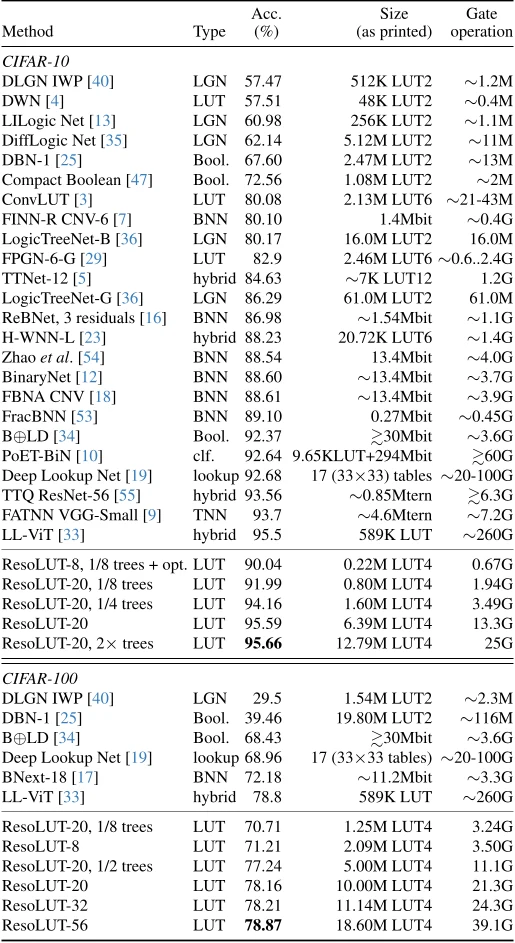 Acc. Size Gate
Method Type (%) (as printed) operation
CIFAR-10
DLGN IWP [40] LGN 57.47 512K LUT2 ∼1.2M
DWN [4] LUT 57.51 48K LUT2 ∼0.4M
LILogic Net [13] LGN 60.98 256K LUT2 ∼1.1M
DiffLogic Net [35] LGN 62.14 5.12M LUT2 ∼11M
DBN-1 [25] Bool. 67.60 2.47M LUT2 ∼13M
Compact Boolean [47] Bool. 72.56 1.08M LUT2 ∼2M
ConvLUT [3] LUT 80.08 2.13M LUT6 ∼21-43M
FINN-R CNV-6 [7] BNN 80.10 1.4Mbit ∼0.4G
LogicTreeNet-B [36] LGN 80.17 16.0M LUT2 16.0M
FPGN-6-G [29] LUT 82.9 2.46M LUT6 ∼0.6..2.4G
TTNet-12 [5] hybrid 84.63 ∼7K LUT12 1.2G
LogicTreeNet-G [36] LGN 86.29 61.0M LUT2 61.0M
ReBNet, 3 residuals [16] BNN 86.98 ∼1.54Mbit ∼1.1G
H-WNN-L [23] hybrid 88.23 20.72K LUT6 ∼1.4G
Zhao et al. [54] BNN 88.54 13.4Mbit ∼4.0G
BinaryNet [12] BNN 88.60 ∼13.4Mbit ∼3.7G
FBNA CNV [18] BNN 88.61 ∼13.4Mbit ∼3.9G
FracBNN [53] BNN 89.10 0.27Mbit ∼0.45G
B⊕LD [34] Bool. 92.37 ≳30Mbit ∼3.6G
PoET-BiN [10] clf. 92.64 9.65KLUT+294Mbit ≳60G
Deep Lookup Net [19] lookup 92.68 17 (33×33) tables ∼20-100G
TTQ ResNet-56 [55] hybrid 93.56 ∼0.85Mtern ≳6.3G
FATNN VGG-Small [9] TNN 93.7 ∼4.6Mtern ∼7.2G
LL-ViT [33] hybrid 95.5 589K LUT ∼260G
ResoLUT-8, 1/8 trees + opt. LUT 90.04 0.22M LUT4 0.67G
ResoLUT-20, 1/8 trees LUT 91.99 0.80M LUT4 1.94G
ResoLUT-20, 1/4 trees LUT 94.16 1.60M LUT4 3.49G
ResoLUT-20 LUT 95.59 6.39M LUT4 13.3G
ResoLUT-20, 2× trees LUT 95.66 12.79M LUT4 25G
CIFAR-100
DLGN IWP [40] LGN 29.5 1.54M LUT2 ∼2.3M
DBN-1 [25] Bool. 39.46 19.80M LUT2 ∼116M
B⊕LD [34] Bool. 68.43 ≳30Mbit ∼3.6G
Deep Lookup Net [19] lookup 68.96 17 (33×33 tables) ∼20-100G
BNext-18 [17] BNN 72.18 ∼11.2Mbit ∼3.3G
LL-ViT [33] hybrid 78.8 589K LUT ∼260G
ResoLUT-20, 1/8 trees LUT 70.71 1.25M LUT4 3.24G
ResoLUT-8 LUT 71.21 2.09M LUT4 3.50G
ResoLUT-20, 1/2 trees LUT 77.24 5.00M LUT4 11.1G
ResoLUT-20 LUT 78.16 10.00M LUT4 21.3G
ResoLUT-32 LUT 78.21 11.14M LUT4 24.3G
ResoLUT-56 LUT 78.87 18.60M LUT4 39.1G